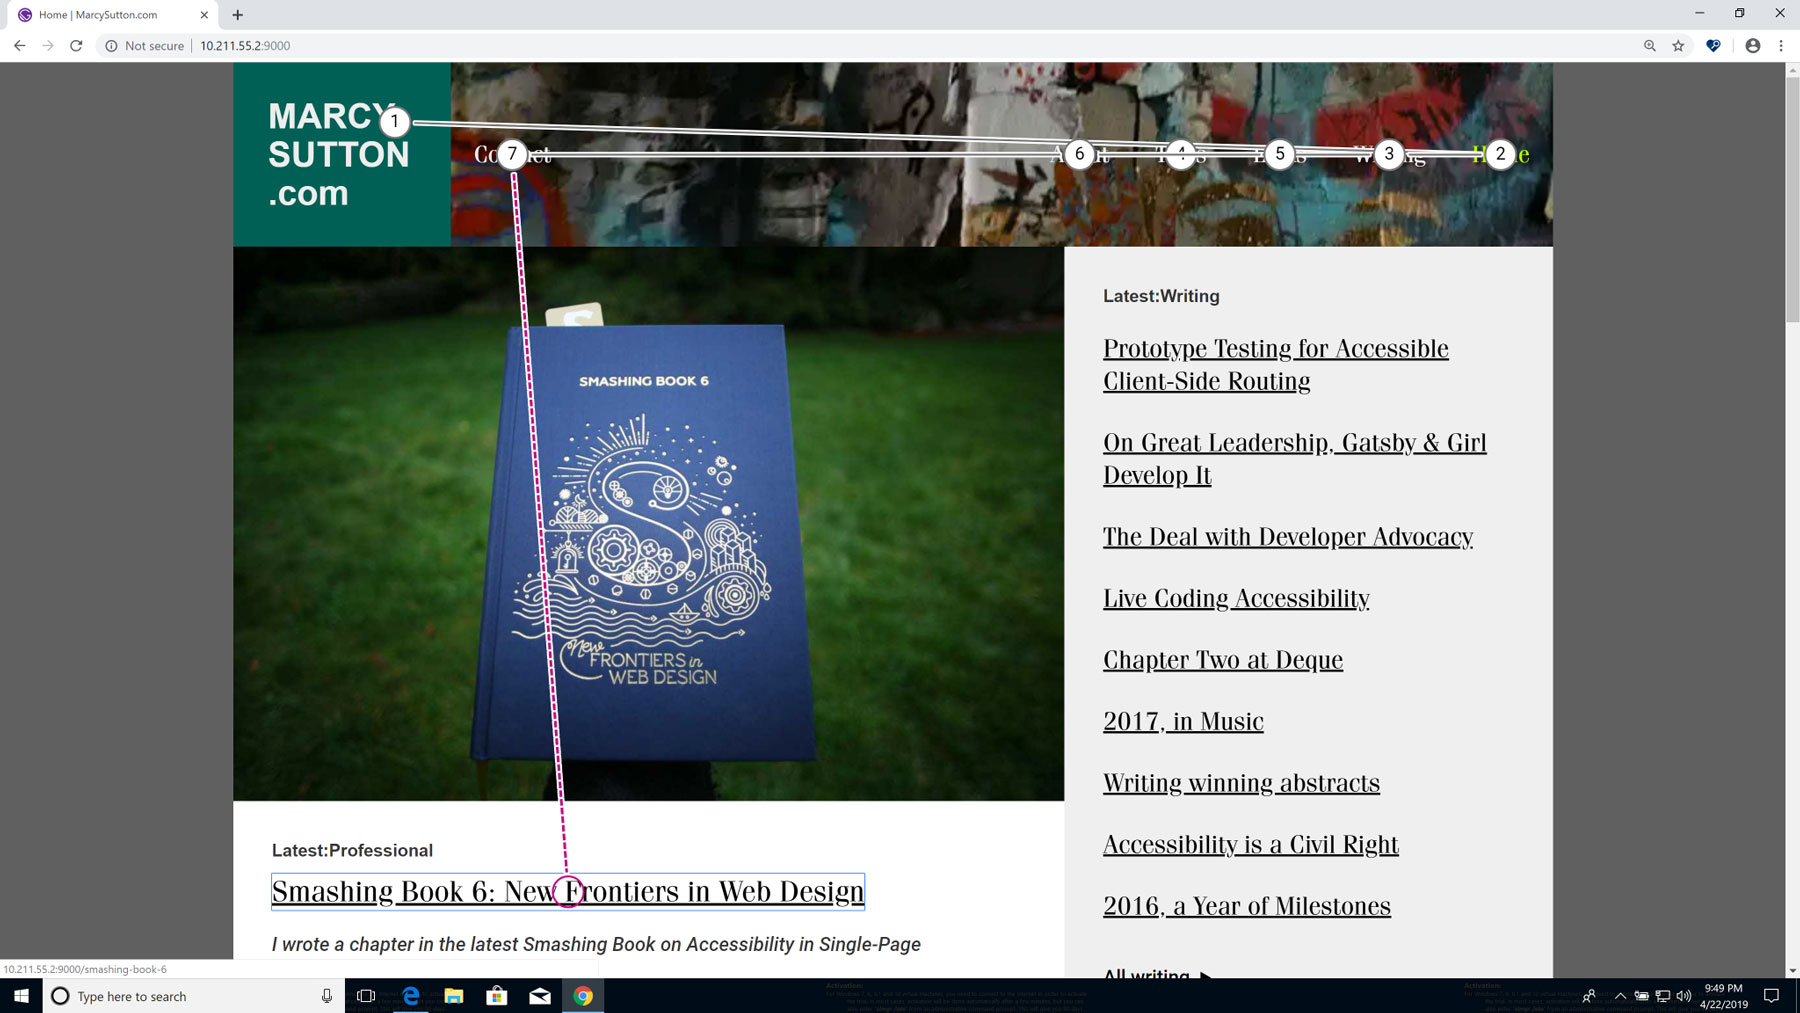 Home | MarcySutton.com
Not secure
10.211.55.2:9000
MARCY
SUTTON
.com
1
7
6
4
5
3
2
SMASHING BOOK 6
New
FRONTIERS in
WEB DESIGN
Latest:Professional
Smashing Book 6: New Frontiers in Web Design
I wrote a chapter in the latest Smashing Book on Accessibility in Single-Page
Latest:Writing
Prototype Testing for Accessible
Client-Side Routing
On Great Leadership, Gatsby & Girl
Develop It
The Deal with Developer Advocacy
Live Coding Accessibility
Chapter Two at Deque
2017, in Music
Writing winning abstracts
Accessibility is a Civil Right
2016, a Year of Milestones
All writing
10.211.55.2:9000/smashing-book-6
Type here to search
9:49 PM
4/22/2019